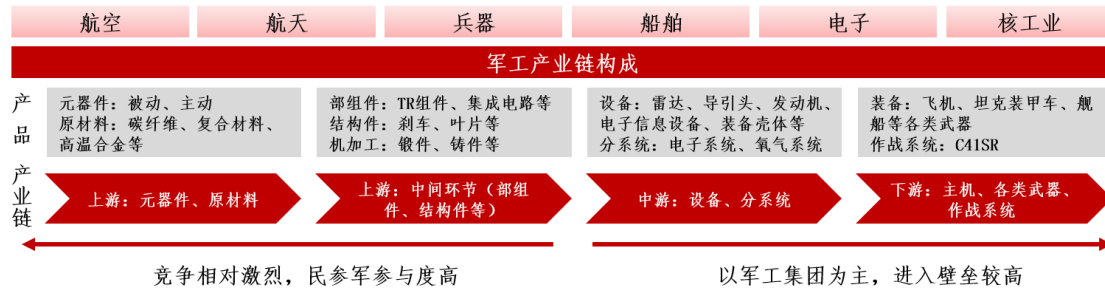 航空
航天
兵器
船舶
电子
核工业
军工产业链构成
产品
元器件：被动、主动
原材料：碳纤维、复合材料、
高温合金等
部组件：TR组件、集成电路等
结构件：刹车、叶片等
机加工：锻件、铸件等
设备：雷达、导引头、发动机、
电子信息设备、装备壳体等
分系统：电子系统、氧气系统
装备：飞机、坦克装甲车、舰
船等各类武器
作战系统：C41SR
产业链
上游：元器件、原材料
上游：中间环节（部组
件、结构件等）
中游：设备、分系统
下游：主机、各类武器、
作战系统
竞争相对激烈，民参军参与度高
以军工集团为主，进入壁垒较高